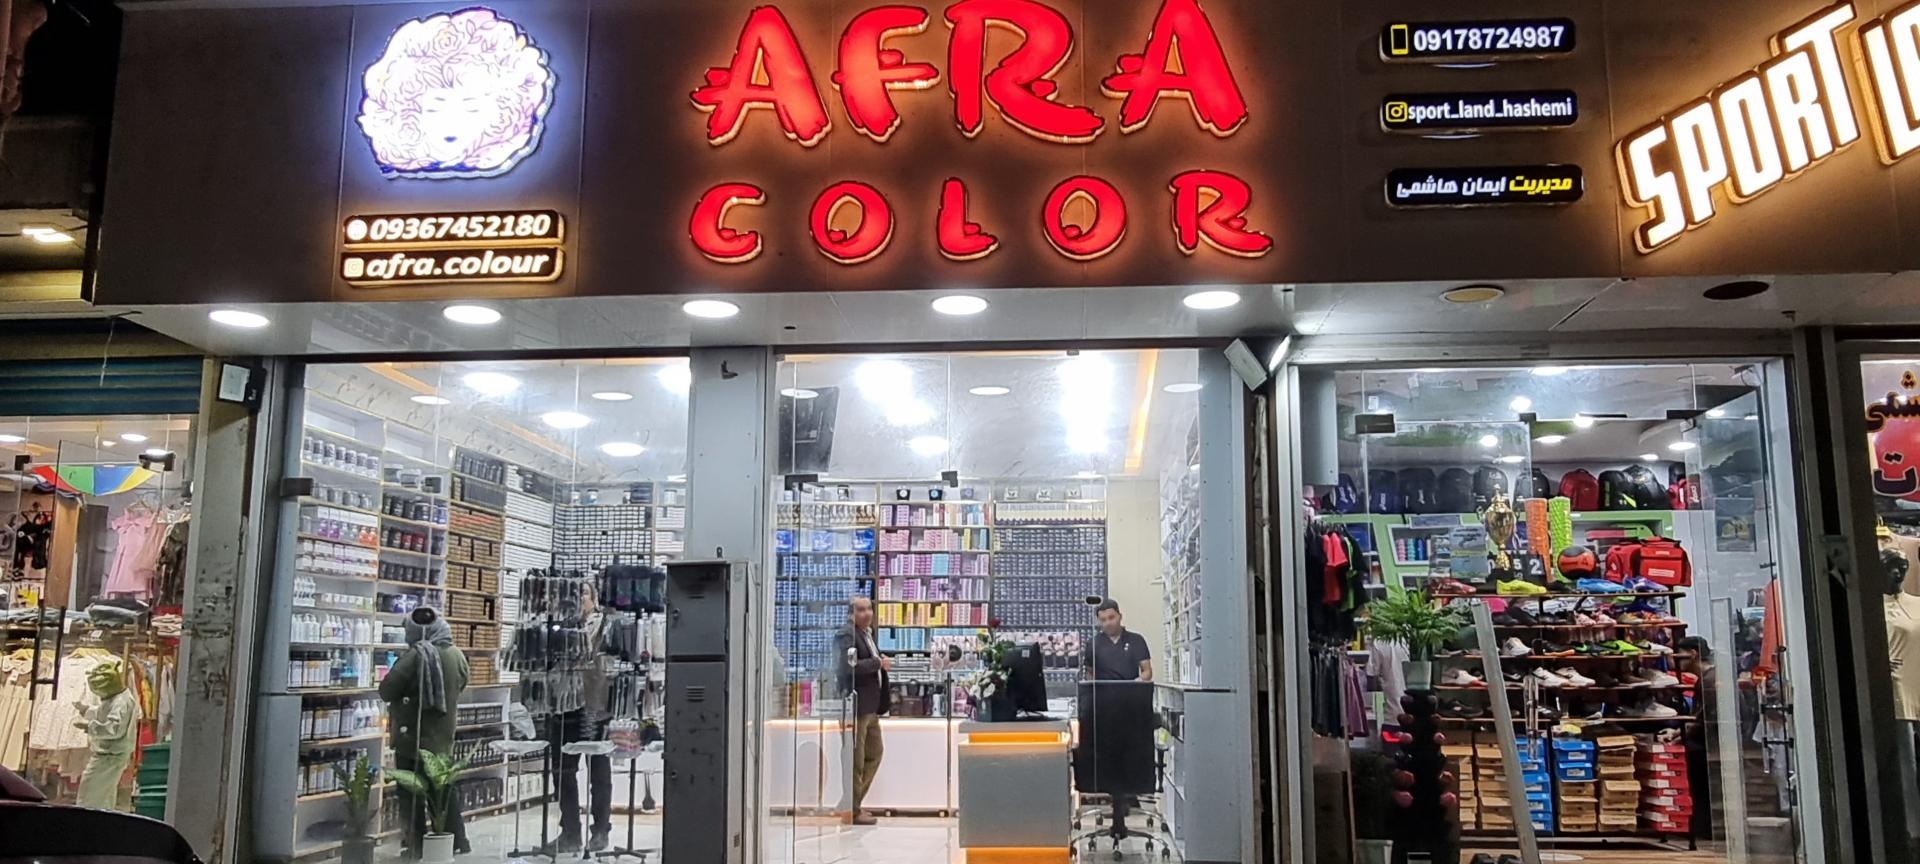 AFRA
COLOR
09367452180
afra.colour
09178724987
sport_land_hashemi
مدیریت ایمان هاشمی
SPORT